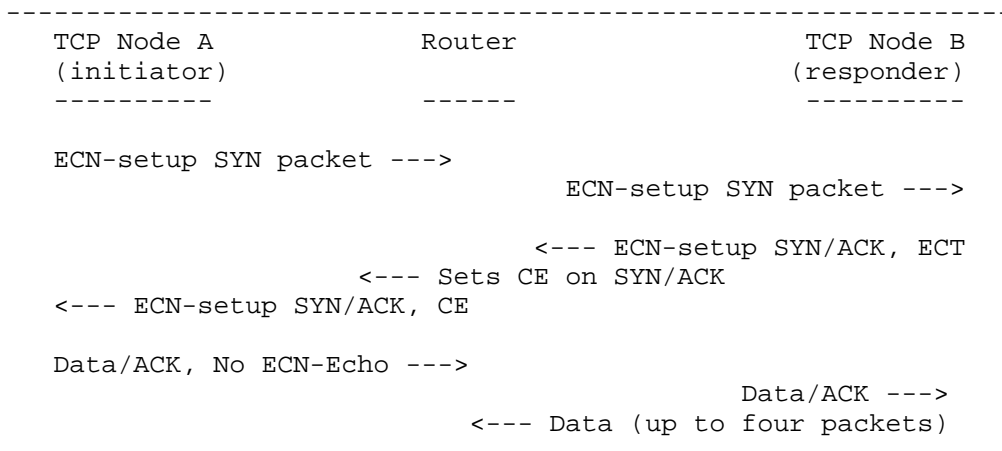 ---------------------------------------------------------------
TCP Node A Router TCP Node B
(initiator) (responder)
---------- ------ ----------
ECN-setup SYN packet --->
ECN-setup SYN packet --->
<--- ECN-setup SYN/ACK, ECT
<--- Sets CE on SYN/ACK
<--- ECN-setup SYN/ACK, CE
Data/ACK, No ECN-Echo --->
Data/ACK --->
<--- Data (up to four packets)